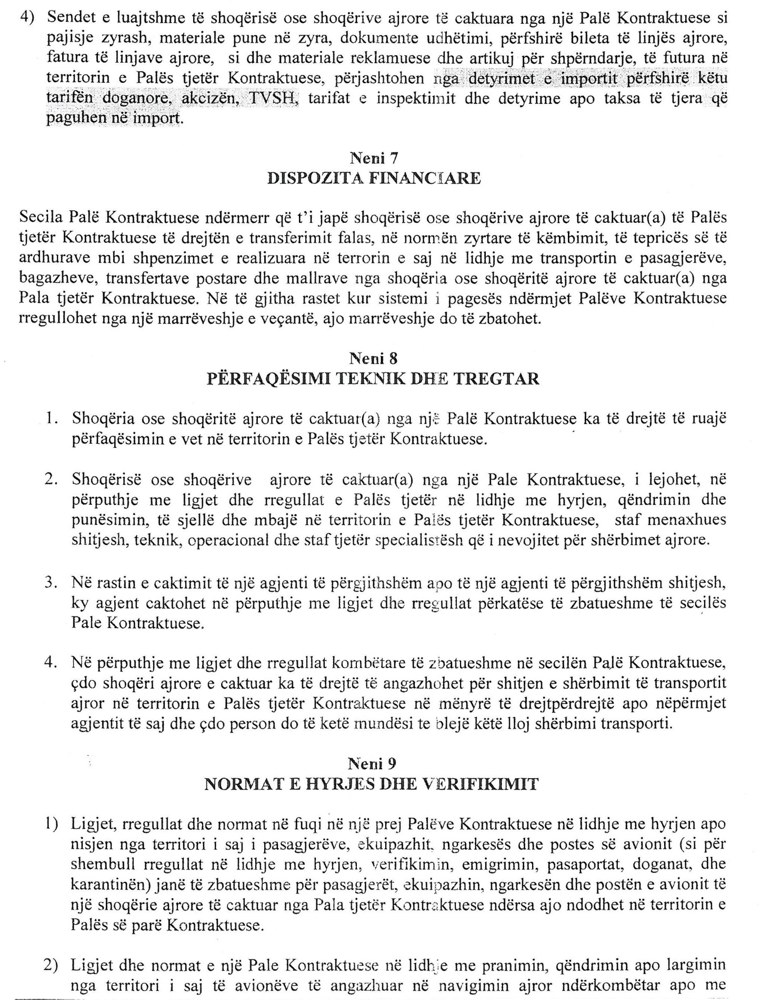 4) Sendet e luajtshme të shoqërisë ose shoqërive ajrore të caktuara nga një Palë Kontraktuese si
pajisje zyrash, materiale pune në zyra, dokumente udhëtimi, përfshirë bileta të linjës ajrore,
fatura të linjave ajrore, si dhe materiale reklamuese dhe artikuj për shpërndarje, të futura në
territorin e Palës tjetër Kontraktuese, përjashtohen nga detyrimet e importit përfshirë këtu
tarifën doganore, akcizën, TVSH, tarifat e inspektimit dhe detyrime apo taksa të tjera që
paguhen në import.
Neni 7
DISPOZITA FINANCIARE
Secila Palë Kontraktuese ndërmerr që t'i japë shoqërisë ose shoqërive ajrore të caktuar(a) të Palës
tjetër Kontraktuese të drejtën e transferimit falas, në normën zyrtare të këmbimit, të tepricës së të
ardhurave mbi shpenzimet e realizuara në terrorin e saj në lidhje me transportin e pasagjerëve,
bagazheve, transfertave postare dhe mallrave nga shoqëria ose shoqëritë ajrore të caktuar(a) nga
Pala tjetër Kontraktuese. Në të gjitha rastet kur sistemi i pagesës ndërmjet Palëve Kontraktuese
rregullohet nga një marrëveshje e veçantë, ajo marrëveshje do të zbatohet.
Neni 8
PËRFAQËSIMI TEKNIK DHE TREGTAR
1. Shoqëria ose shoqëritë ajrore të caktuar(a) nga një Palë Kontraktuese ka të drejtë të ruajë
përfaqësimin e vet në territorin e Palës tjetër Kontraktuese.
2. Shoqërisë ose shoqërive ajrore të caktuar(a) nga një Pale Kontraktuese, i lejohet, në
përputhje me ligjet dhe rregullat e Palës tjetër në lidhje me hyrjen, qëndrimin dhe
punësimin, të sjellë dhe mbajë në territorin e Palës tjetër Kontraktuese, staf menaxhues
shitjesh, teknik, operacional dhe staf tjetër specialistësh që i nevojitet për shërbimet ajrore.
3. Në rastin e caktimit të një agjenti të përgjithshëm apo të një agjenti të përgjithshëm shitjesh,
ky agjent caktohet në përputhje me ligjet dhe rregullat përkatëse të zbatueshme të secilës
Pale Kontraktuese.
4. Në përputhje me ligjet dhe rregullat kombëtare të zbatueshme në secilën Palë Kontraktuese,
çdo shoqëri ajrore e caktuar ka të drejtë të angazhohet për shitjen e shërbimit të transportit
ajror në territorin e Palës tjetër Kontraktuese në mënyrë të drejtpërdrejtë apo nëpërmjet
agjentit të saj dhe çdo person do të ketë mundësi te blejë këtë lloj shërbimi transporti.
Neni 9
NORMAT E HYRJES DHE VERIFIKIMIT
1) Ligjet, rregullat dhe normat në fuqi në një prej Palëve Kontraktuese në lidhje me hyrjen apo
nisjen nga territori i saj i pasagjerëve, ekuipazhit, ngarkesës dhe postes së avionit (si për
shembull rregullat në lidhje me hyrjen, verifikimin, emigrimin, pasaportat, doganat, dhe
karantinën) janë të zbatueshme për pasagjerët, ekuipazhin, ngarkesën dhe postën e avionit të
një shoqërie ajrore të caktuar nga Pala tjetër Kontraktuese ndërsa ajo ndodhet në territorin e
Palës së parë Kontraktuese.
2) Ligjet dhe normat e një Pale Kontraktuese në lidhje me pranimin, qëndrimin apo largimin
nga territori i saj të avionëve të angazhuar në navigimin ajror ndërkombëtar apo me